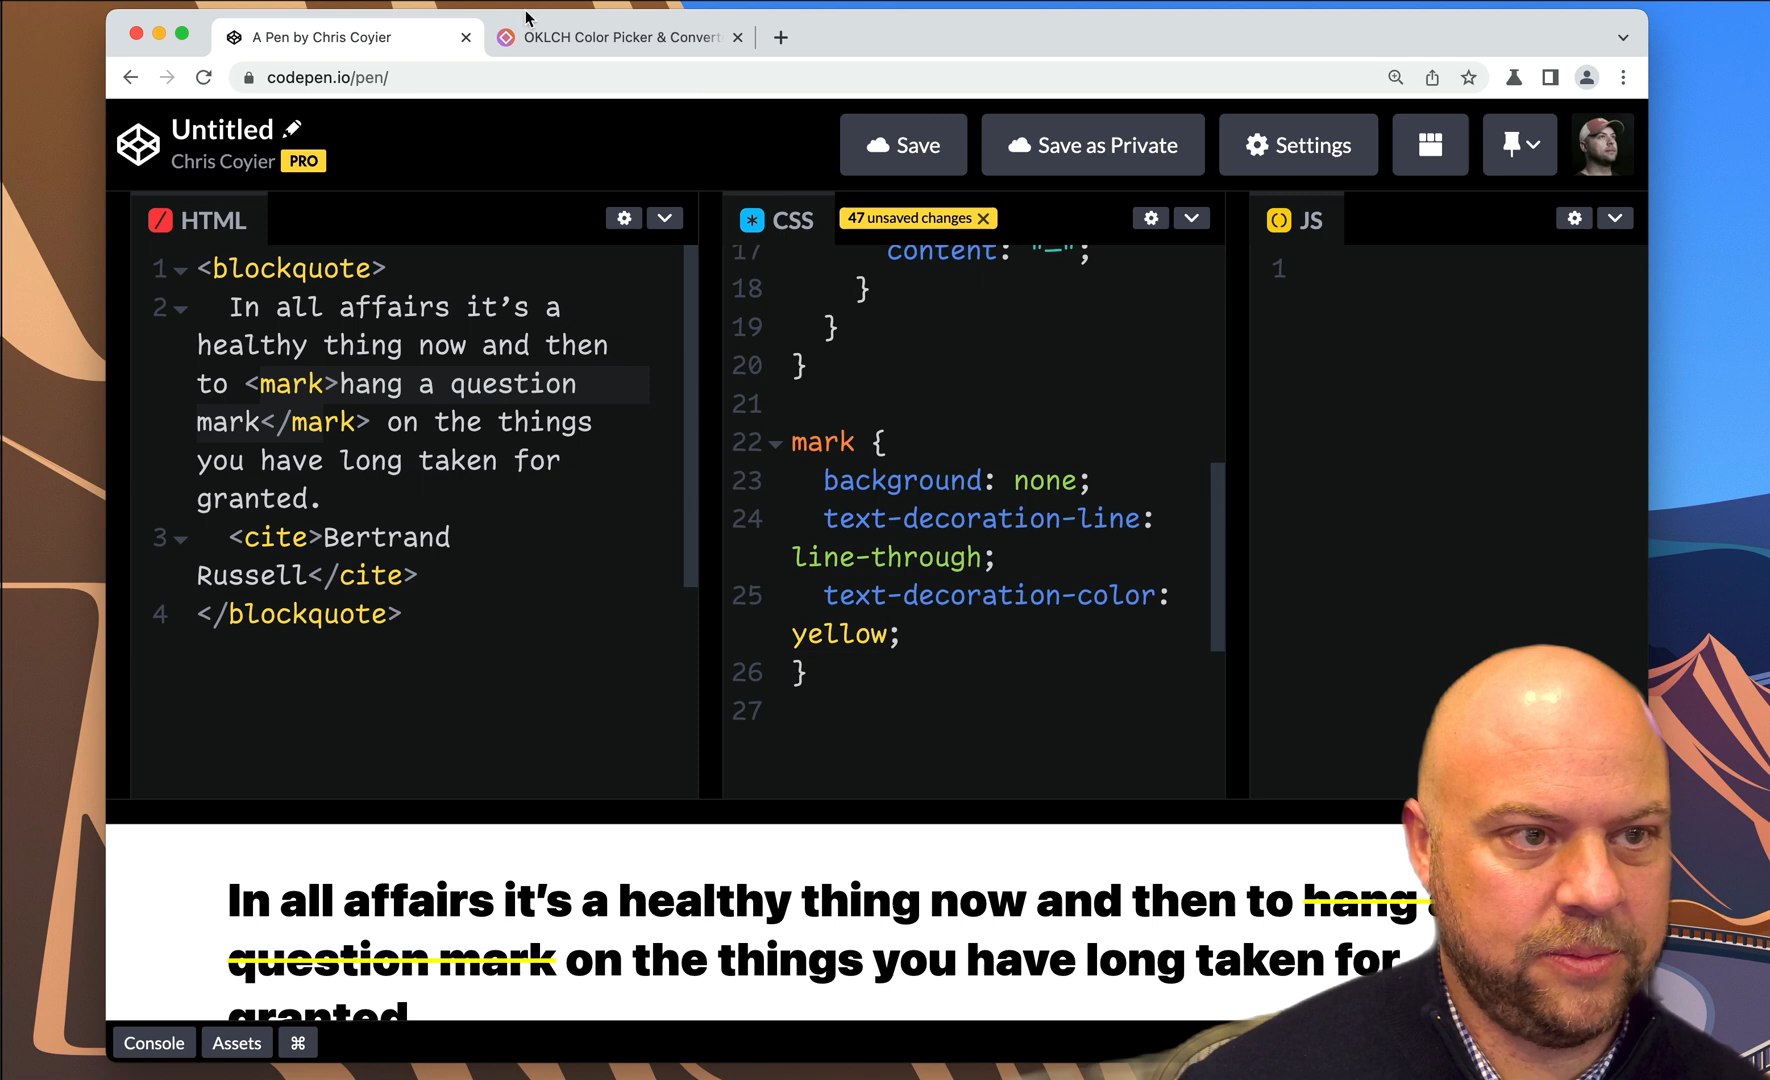 A Pen by Chris Coyier
OKLCH Color Picker & Convert
codepen.io/pen/
Untitled
Chris Coyier PRO
Save
Save as Private
Settings
HTML
1 <blockquote>
2 In all affairs it’s a
healthy thing now and then
to <mark>hang a question
mark</mark> on the things
you have long taken for
granted.
3 <cite>Bertrand
Russell</cite>
4 </blockquote>
CSS
47 unsaved changes
17 content: "—";
18 }
19 }
20 }
21
22 mark {
23 background: none;
24 text-decoration-line:
line-through;
25 text-decoration-color:
yellow;
26 }
27
JS
1
In all affairs it’s a healthy thing now and then to hang
question mark on the things you have long taken for
granted
Console
Assets
⌘